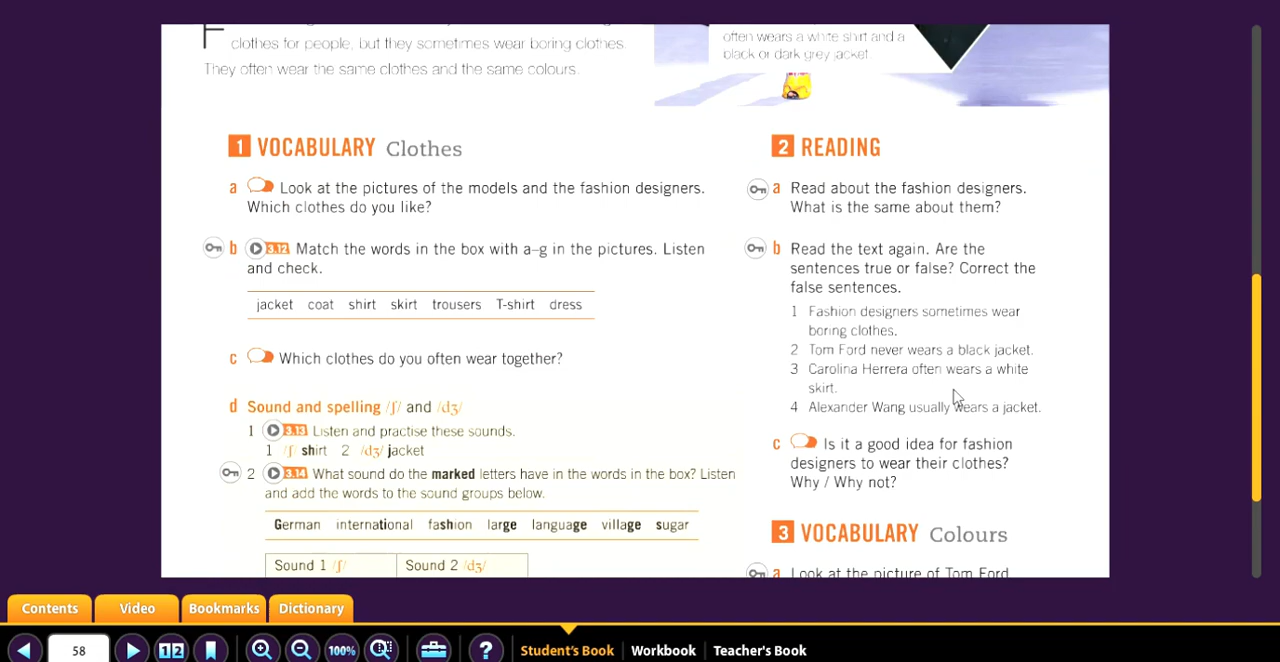 F
clothes for people, but they sometimes wear boring clothes.
They often wear the same clothes and the same colours.
often wears a white shirt and a
black or dark grey jacket.
1 VOCABULARY Clothes
a Look at the pictures of the models and the fashion designers.
Which clothes do you like?
b 3.12 Match the words in the box with a–g in the pictures. Listen
and check.
jacket coat shirt skirt trousers T-shirt dress
c Which clothes do you often wear together?
d Sound and spelling /ʃ/ and /dʒ/
1 3.13 Listen and practise these sounds.
1 /ʃ/ shirt 2 /dʒ/ jacket
2 3.14 What sound do the marked letters have in the words in the box? Listen
and add the words to the sound groups below.
German international fashion large language village sugar
Sound 1 /ʃ/ Sound 2 /dʒ/
2 READING
a Read about the fashion designers.
What is the same about them?
b Read the text again. Are the
sentences true or false? Correct the
false sentences.
1 Fashion designers sometimes wear
boring clothes.
2 Tom Ford never wears a black jacket.
3 Carolina Herrera often wears a white
skirt.
4 Alexander Wang usually wears a jacket.
c Is it a good idea for fashion
designers to wear their clothes?
Why / Why not?
3 VOCABULARY Colours
a Look at the picture of Tom Ford
Contents Video Bookmarks Dictionary
58 1 2 100% ? Student's Book Workbook Teacher's Book